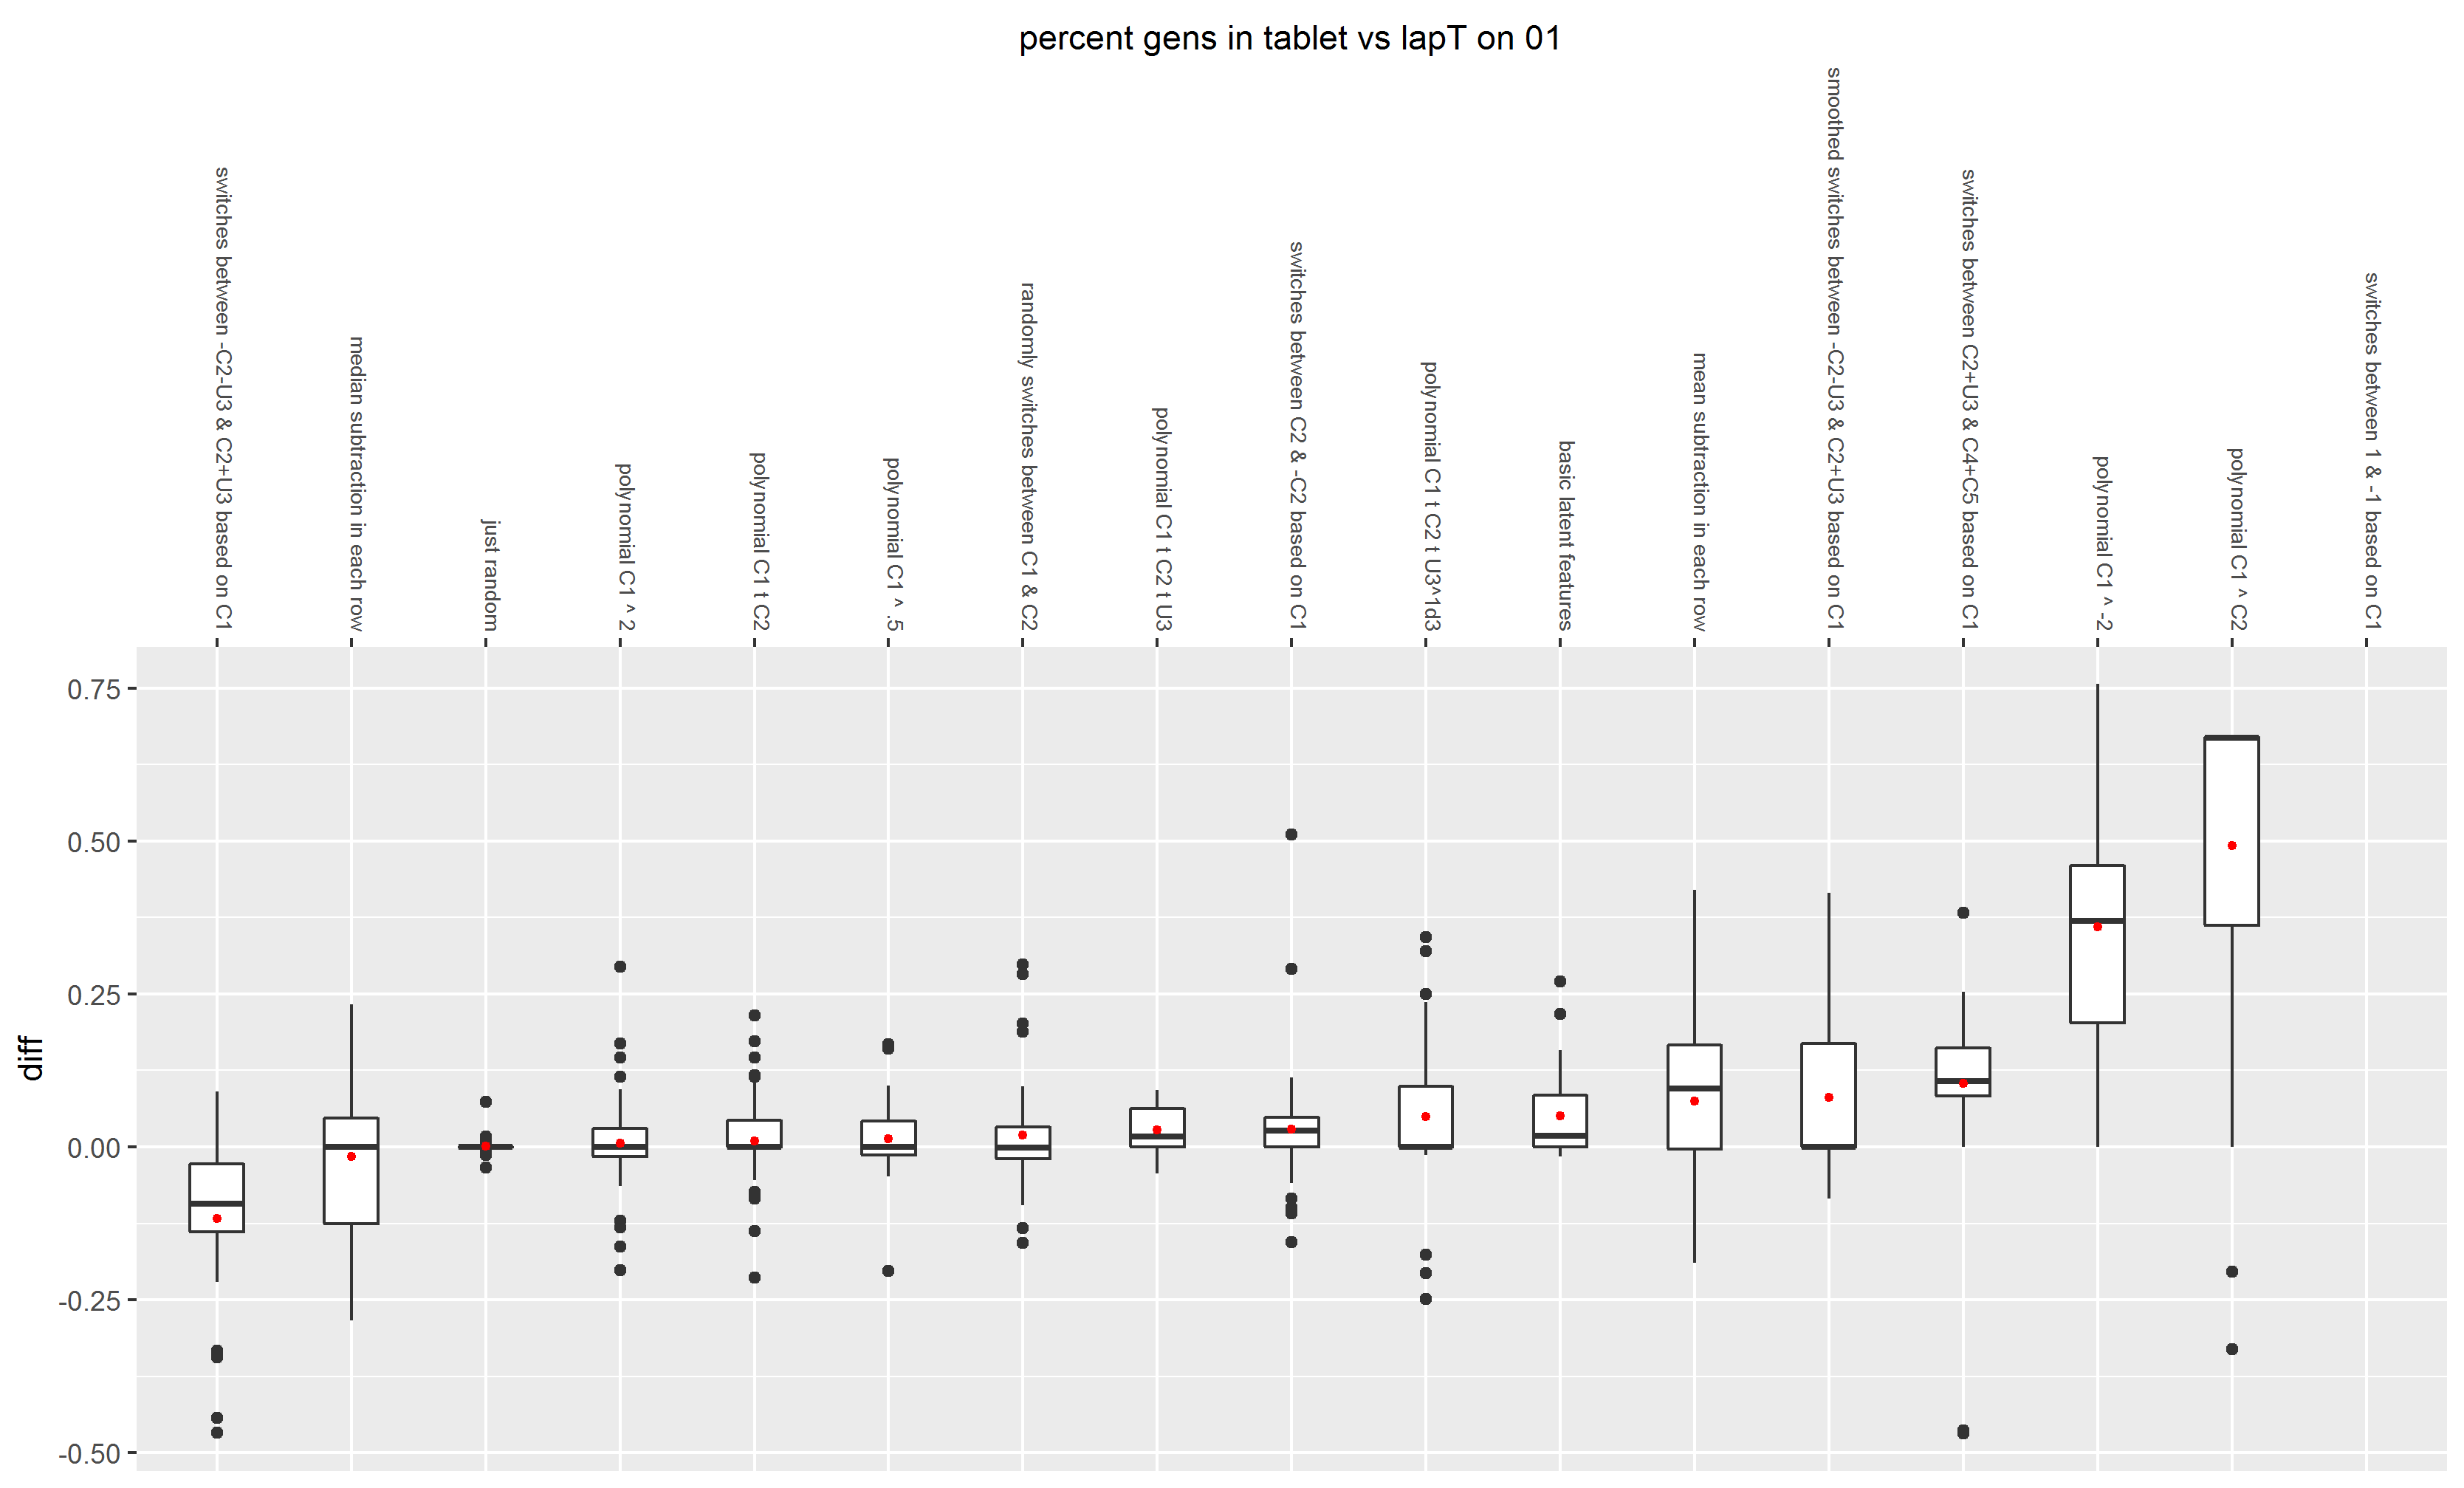 percent gens in tablet vs lapT on 01
switches between -C2-U3 & C2+U3 based on C1
median subtraction in each row
just random
polynomial C1 ^ 2
polynomial C1 t C2
polynomial C1 ^ .5
randomly switches between C1 & C2
polynomial C1 t C2 t U3
switches between C2 & -C2 based on C1
polynomial C1 t C2 t U3^1d3
basic latent features
mean subtraction in each row
smoothed switches between -C2-U3 & C2+U3 based on C1
switches between C2+U3 & C4+C5 based on C1
polynomial C1 ^ -2
polynomial C1 ^ C2
switches between 1 & -1 based on C1
0.75
0.50
0.25
0.00
-0.25
-0.50
diff